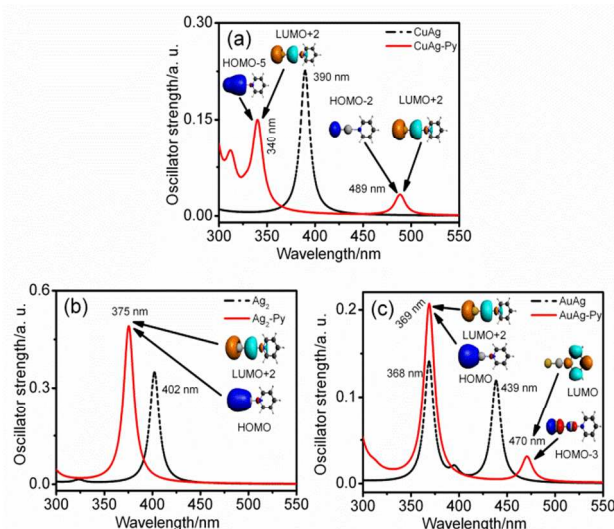 (a)
CuAg
CuAg-Py
LUMO+2
HOMO-5
390 nm
HOMO-2
LUMO+2
340 nm
489 nm
0.30
0.15
0.00
Oscillator strength/a. u.
300 350 400 450 500 550
Wavelength/nm
(b)
Ag₂
Ag₂-Py
375 nm
LUMO+2
402 nm
HOMO
0.6
0.3
0.0
Oscillator strength/a. u.
300 350 400 450 500 550
Wavelength/nm
(c)
AuAg
AuAg-Py
369 nm
LUMO+2
368 nm
HOMO
439 nm
LUMO
470 nm
HOMO-3
0.2
0.1
0.0
Oscillator strength/a. u.
300 350 400 450 500 550
Wavelength/nm